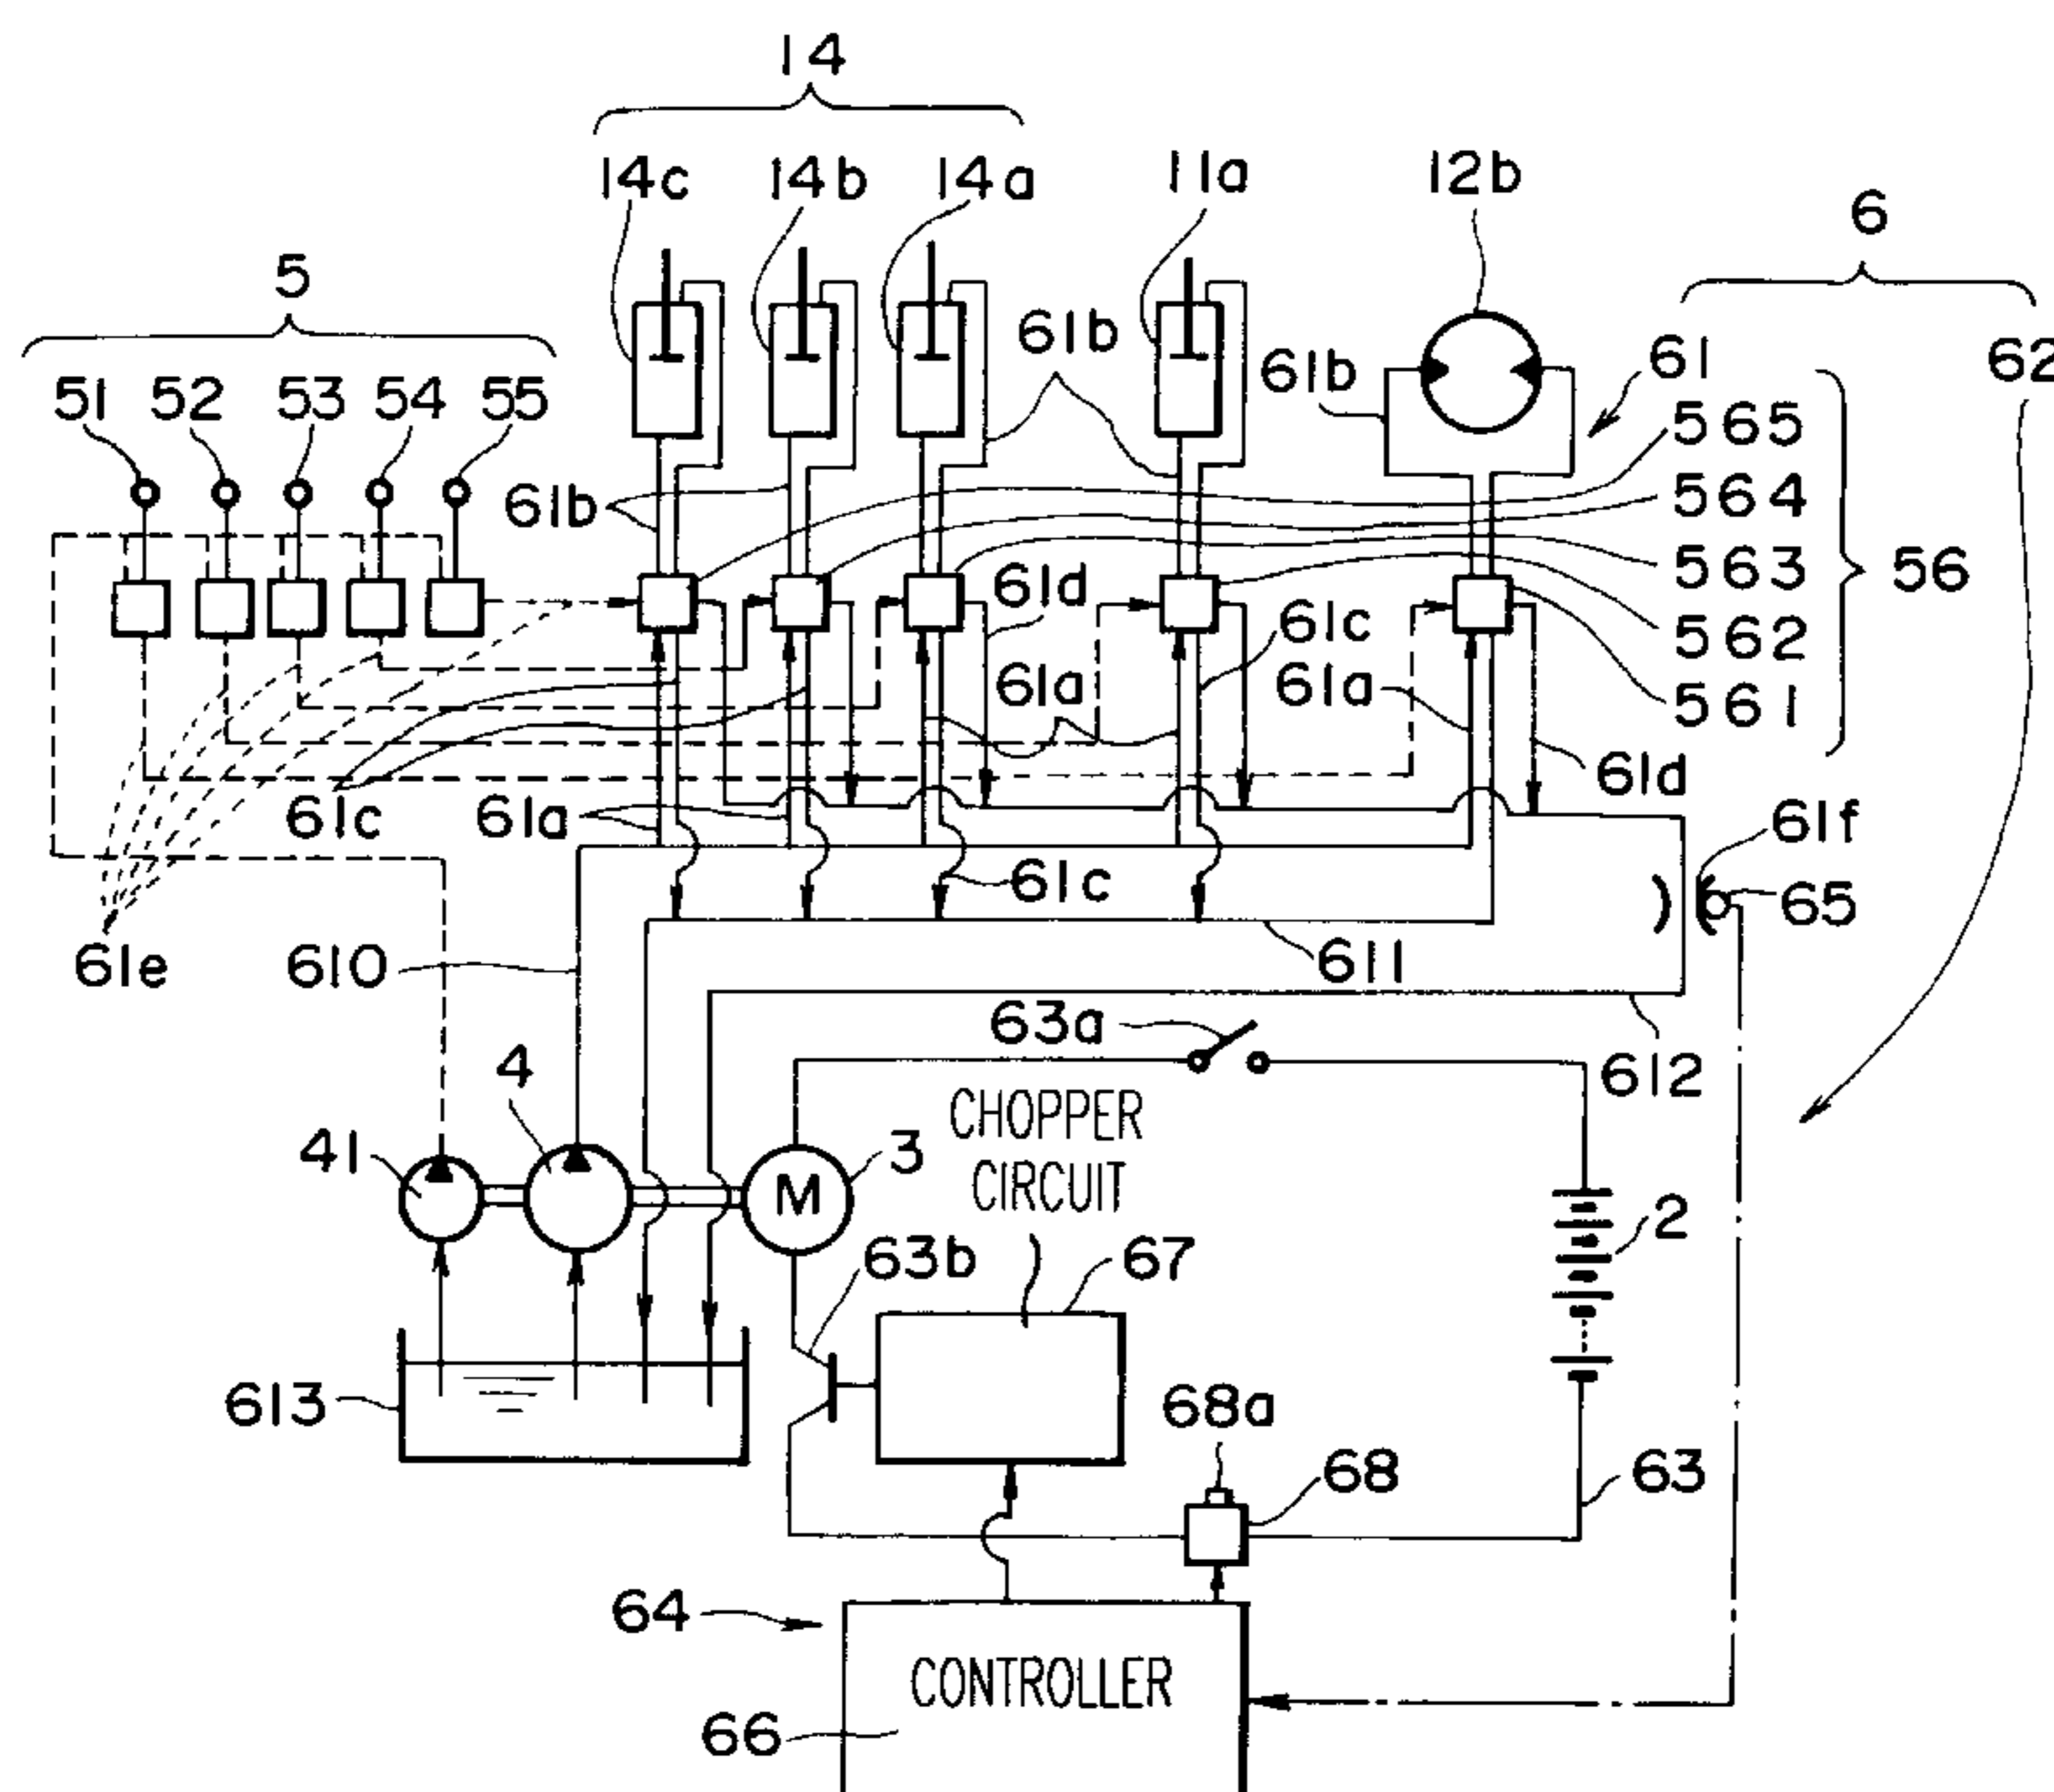 14
14c 14b 14a 11a 12b
6
5
61b 61b 61 62
51 52 53 54 55
565
61b
564
563
56
61d
61c
562
61a
61a
561
61d
61c 61a
61f
61c
65
61e
610
611
63a
612
4
CHOPPER
CIRCUIT
41
3
M
2
63b
67
613
68a
68
63
64
CONTROLLER
66